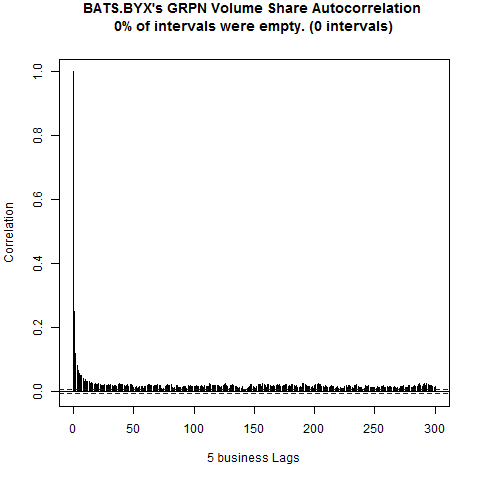 BATS.BYX's GRPN Volume Share Autocorrelation
0% of intervals were empty. (0 intervals)
Correlation
1.0
0.8
0.6
0.4
0.2
0.0
0 50 100 150 200 250 300
5 business Lags